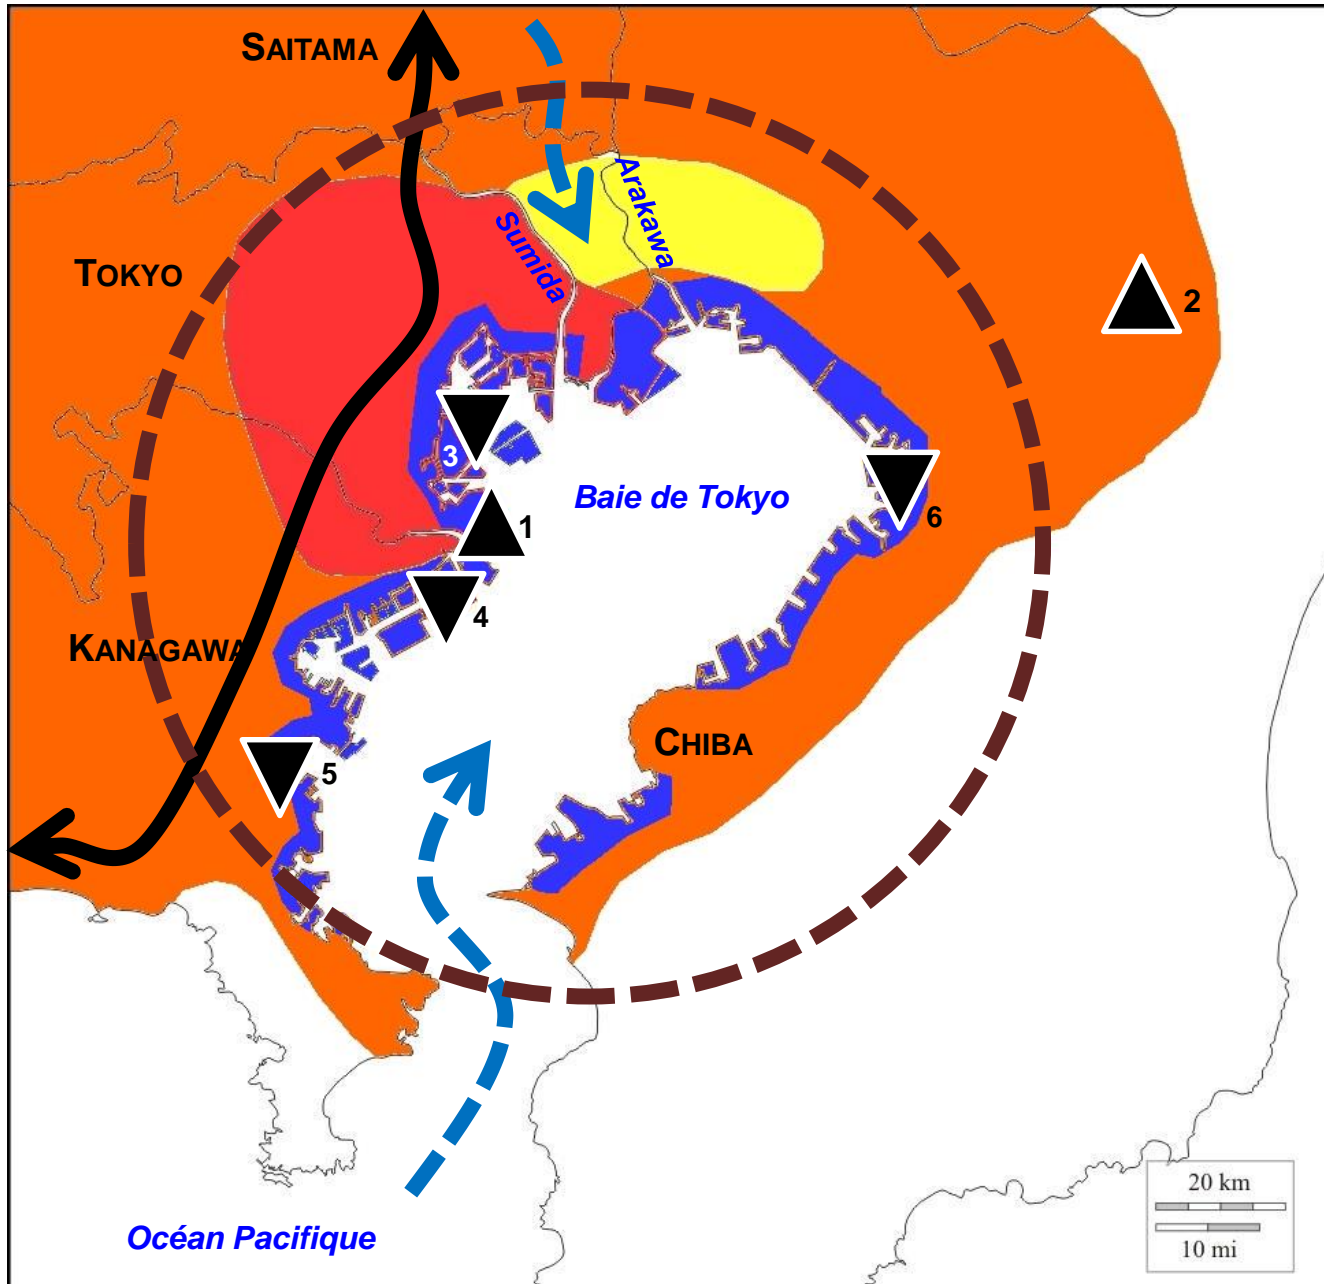 SAITAMA
Arakawa
Sumida
TOKYO
2
3
Baie de Tokyo
6
1
4
KANAGAWA
CHIBA
5
20 km
10 mi
Océan Pacifique